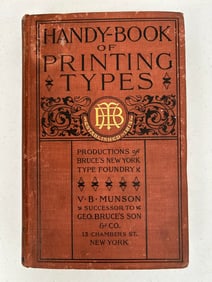 HANDY-BOOK
OF
PRINTING
TYPES
PRODUCTIONS of
BRUCE'S NEW YORK
TYPE FOUNDRY
V·B·MUNSON
SUCCESSOR TO
GEO. BRUCE'S SON
& CO.
13 CHAMBERS ST.
NEW·YORK